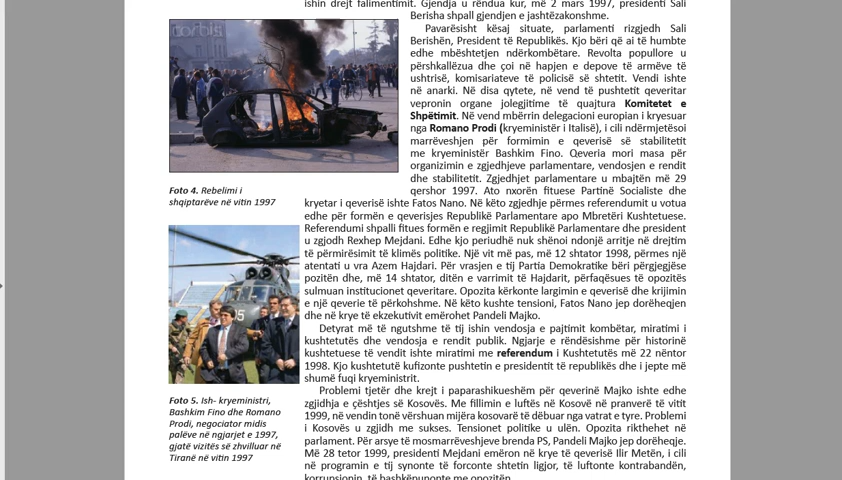 ishin drejt falimentimit. Gjendja u rëndua kur, më 2 mars 1997, presidenti Sali
Berisha shpall gjendjen e jashtëzakonshme.
Pavarësisht kësaj situate, parlamenti rizgjedh Sali
Berishën, President të Republikës. Kjo bëri që ai të humbte
edhe mbështetjen ndërkombëtare. Revolta popullore u
përshkallëzua dhe çoi në hapjen e depove të armëve të
ushtrisë, komisariateve të policisë së shtetit. Vendi ishte
në anarki. Në disa qytete, në vend të pushtetit qeveritar
vepronin organe jolegjitime të quajtura Komitetet e
Shpëtimit. Në vend mbërrin delegacioni europian i kryesuar
nga Romano Prodi (kryeministër i Italisë), i cili ndërmjetësoi
marrëveshjen për formimin e qeverisë së stabilitetit
me kryeministër Bashkim Fino. Qeveria mori masa për
organizimin e zgjedhjeve parlamentare, vendosjen e rendit
dhe stabilitetit. Zgjedhjet parlamentare u mbajtën më 29
qershor 1997. Ato nxorën fituese Partinë Socialiste dhe
kryetar i qeverisë ishte Fatos Nano. Në këto zgjedhje përmes referendumit u votua
edhe për formën e qeverisjes Republikë Parlamentare apo Mbretëri Kushtetuese.
Referendumi shpalli fitues formën e regjimit Republikë Parlamentare dhe president
u zgjodh Rexhep Mejdani. Edhe kjo periudhë nuk shënoi ndonjë arritje në drejtim
të përmirësimit të klimës politike. Një vit më pas, më 12 shtator 1998, përmes një
atentati u vra Azem Hajdari. Për vrasjen e tij Partia Demokratike bëri përgjegjëse
pozitën dhe, më 14 shtator, ditën e varrimit të Hajdarit, përfaqësues të opozitës
sulmuan institucionet qeveritare. Opozita kërkonte largimin e qeverisë dhe krijimin
e një qeverie të përkohshme. Në këto kushte tensioni, Fatos Nano jep dorëheqjen
dhe në krye të ekzekutivit emërohet Pandeli Majko.
Detyrat më të ngutshme të tij ishin vendosja e pajtimit kombëtar, miratimi i
kushtetutës dhe vendosja e rendit publik. Ngjarje e rëndësishme për historinë
kushtetuese të vendit ishte miratimi me referendum i Kushtetutës më 22 nëntor
1998. Kjo kushtetutë kufizonte pushtetin e presidentit të republikës dhe i jepte më
shumë fuqi kryeministrit.
Problemi tjetër dhe krejt i paparashikueshëm për qeverinë Majko ishte edhe
zgjidhja e çështjes së Kosovës. Me fillimin e luftës në Kosovë në pranverë të vitit
1999, në vendin tonë vërshuan mijëra kosovarë të dëbuar nga vatrat e tyre. Problemi
i Kosovës u zgjidh me sukses. Tensionet politike u ulën. Opozita rikthehet në
parlament. Për arsye të mosmarrëveshjeve brenda PS, Pandeli Majko jep dorëheqje.
Më 28 tetor 1999, presidenti Mejdani emëron në krye të qeverisë Ilir Metën, i cili
në programin e tij synonte të forconte shtetin ligjor, të luftonte kontrabandën,
korrupsionin, të bashkëpunonte me opozitën.
Foto 4. Rebelimi i
shqiptarëve në vitin 1997
Foto 5. Ish- kryeministri,
Bashkim Fino dhe Romano
Prodi, negociator midis
palëve në ngjarjet e 1997,
gjatë vizitës së zhvilluar në
Tiranë në vitin 1997